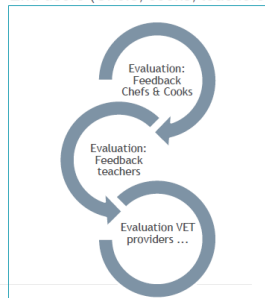 Evaluation:
Feedback
Chefs & Cooks
Evaluation:
Feedback
teachers
Evaluation VET
providers ...